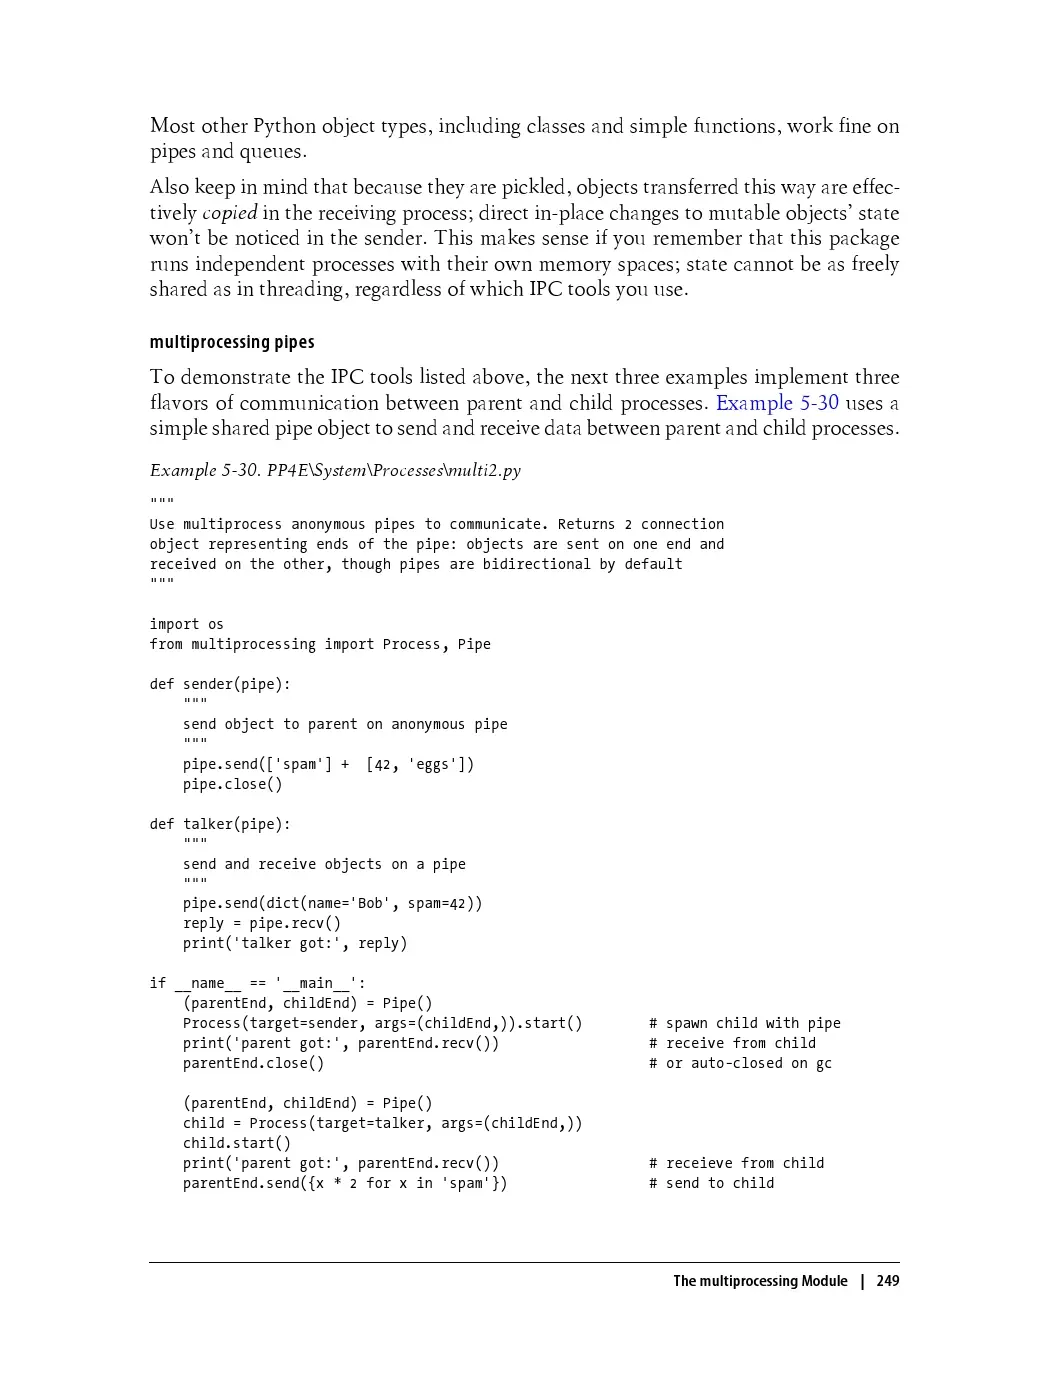 Most other Python object types, including classes and simple functions, work fine on
pipes and queues.
Also keep in mind that because they are pickled, objects transferred this way are effec-
tively copied in the receiving process; direct in-place changes to mutable objects’ state
won’t be noticed in the sender. This makes sense if you remember that this package
runs independent processes with their own memory spaces; state cannot be as freely
shared as in threading, regardless of which IPC tools you use.
multiprocessing pipes
To demonstrate the IPC tools listed above, the next three examples implement three
flavors of communication between parent and child processes. Example 5-30 uses a
simple shared pipe object to send and receive data between parent and child processes.
Example 5-30. PP4E\System\Processes\multi2.py
"""
Use multiprocess anonymous pipes to communicate. Returns 2 connection
object representing ends of the pipe: objects are sent on one end and
received on the other, though pipes are bidirectional by default
"""
import os
from multiprocessing import Process, Pipe
def sender(pipe):
    """
    send object to parent on anonymous pipe
    """
    pipe.send(['spam'] +  [42, 'eggs'])
    pipe.close()
def talker(pipe):
    """
    send and receive objects on a pipe
    """
    pipe.send(dict(name='Bob', spam=42))
    reply = pipe.recv()
    print('talker got:', reply)
if __name__ == '__main__':
    (parentEnd, childEnd) = Pipe()
    Process(target=sender, args=(childEnd,)).start()        # spawn child with pipe
    print('parent got:', parentEnd.recv())                  # receive from child
    parentEnd.close()                                       # or auto-closed on gc
    (parentEnd, childEnd) = Pipe()
    child = Process(target=talker, args=(childEnd,))
    child.start()
    print('parent got:', parentEnd.recv())                  # receieve from child
    parentEnd.send({x * 2 for x in 'spam'})                 # send to child
The multiprocessing Module | 249